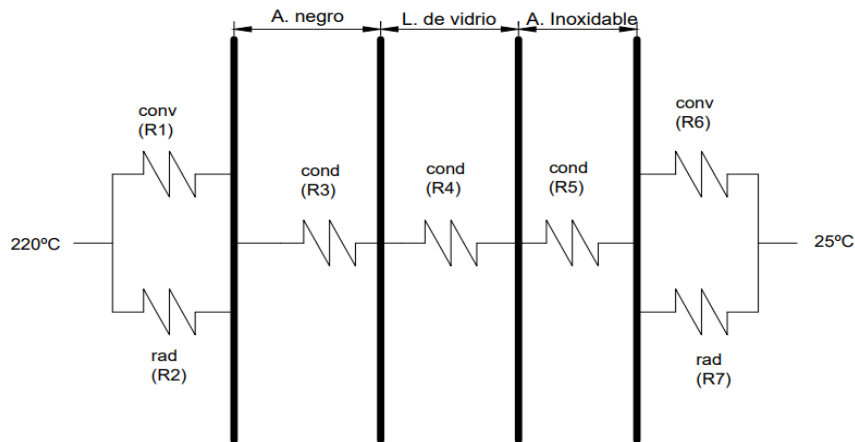 A. negro
L. de vidrio
A. Inoxidable
conv
(R1)
cond
(R3)
cond
(R4)
cond
(R5)
conv
(R6)
220ºC
25ºC
rad
(R2)
rad
(R7)